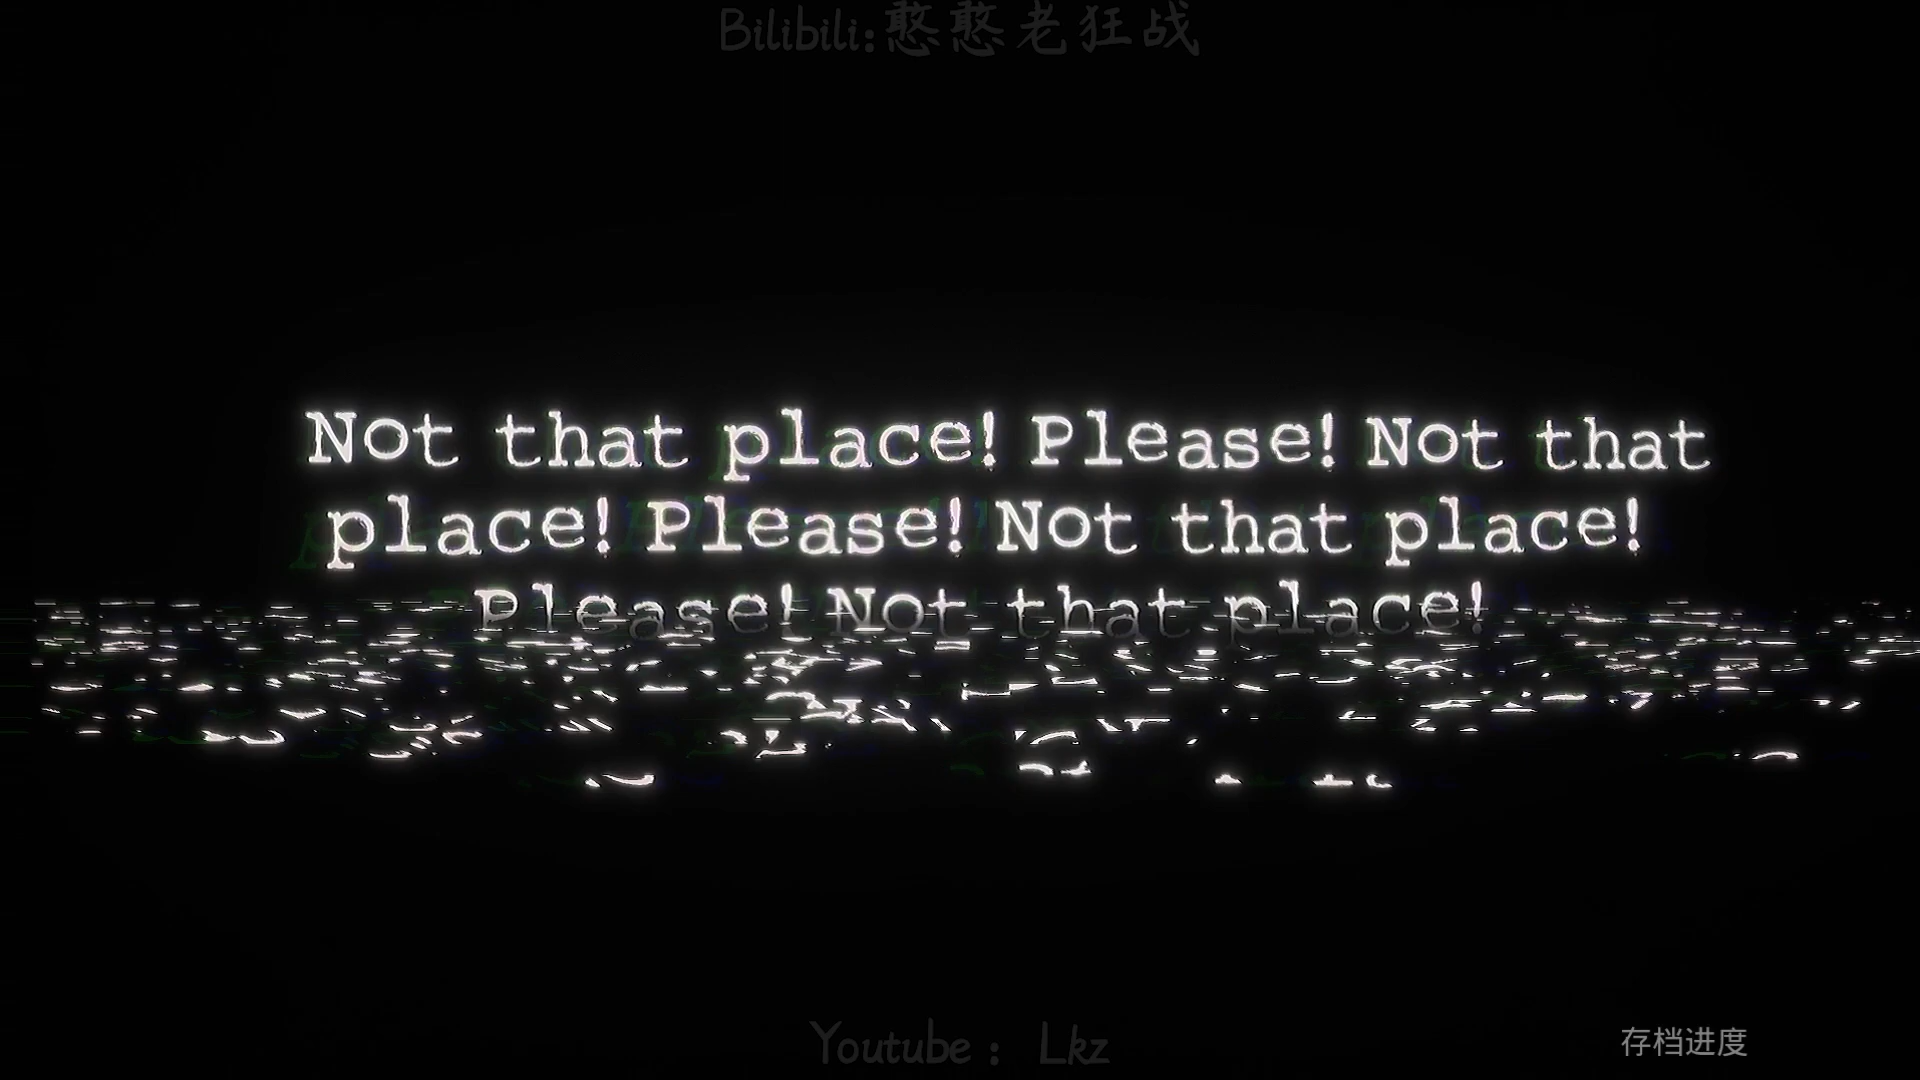 Bilibili:憨憨老狂战
Not that place! Please! Not that
place! Please! Not that place!
Please! Not that place!
Youtube： Lkz
存档进度